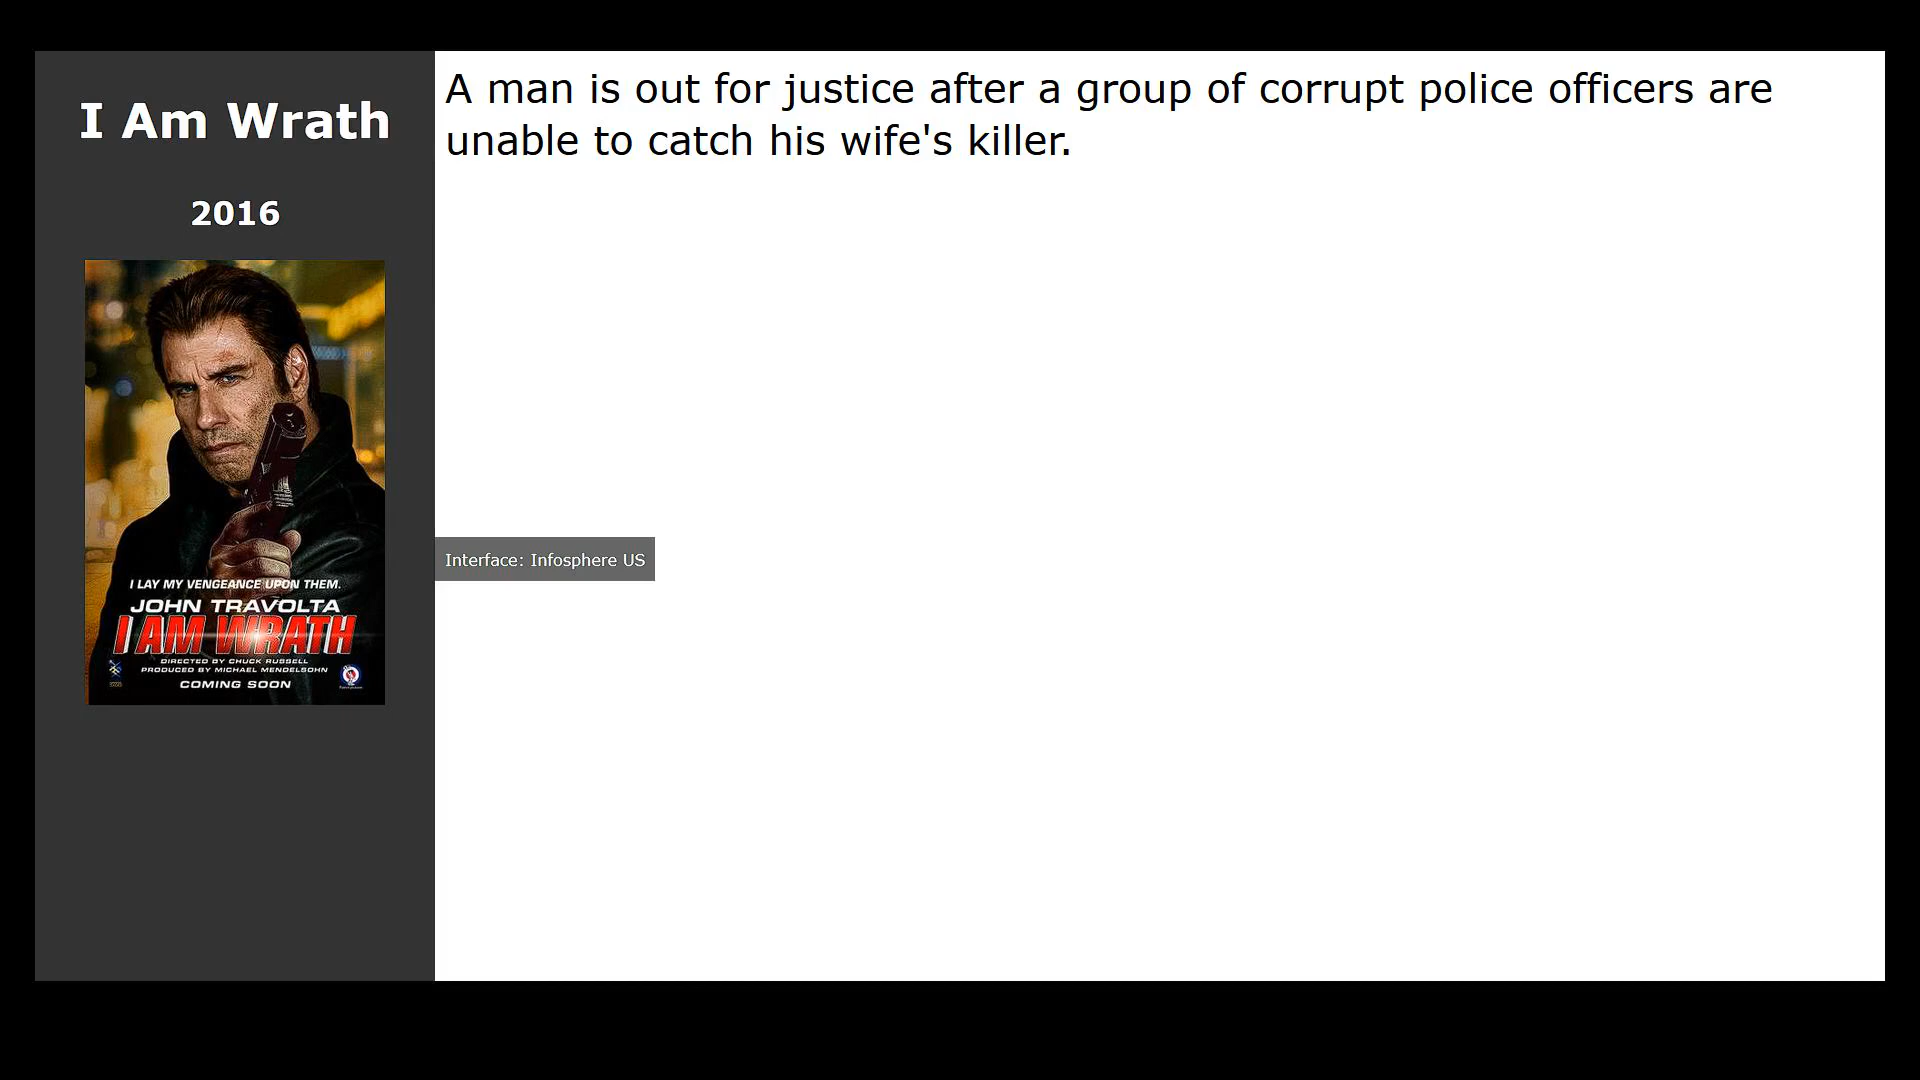 I Am Wrath
2016
I LAY MY VENGEANCE UPON THEM.
JOHN TRAVOLTA
I AM WRATH
DIRECTED BY CHUCK RUSSELL
PRODUCED BY MICHAEL MENDELSOHN
COMING SOON
A man is out for justice after a group of corrupt police officers are
unable to catch his wife's killer.
Interface: Infosphere US